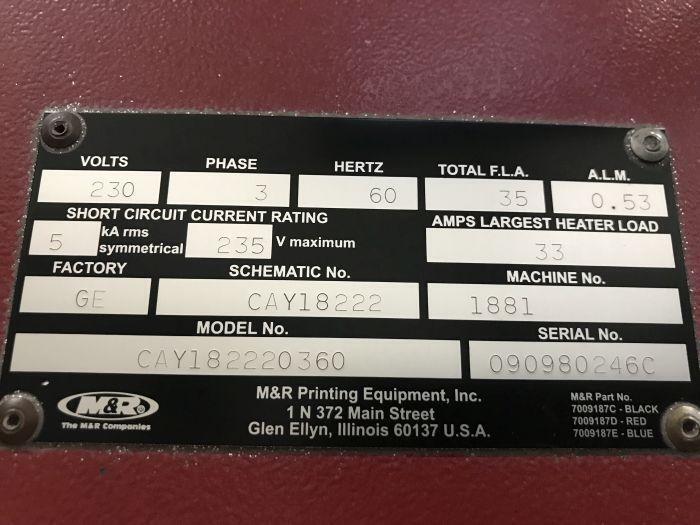 VOLTS PHASE HERTZ TOTAL F.L.A. A.L.M.
230 3 60 35 0.53
SHORT CIRCUIT CURRENT RATING AMPS LARGEST HEATER LOAD
5 kA rms symmetrical 235 V maximum 33
FACTORY SCHEMATIC No. MACHINE No.
GE CAY18222 1881
MODEL No. SERIAL No.
CAY182220360 090980246C
M&R®
The M&R Companies
M&R Printing Equipment, Inc.
1 N 372 Main Street
Glen Ellyn, Illinois 60137 U.S.A.
M&R Part No.
7009187C - BLACK
7009187D - RED
7009187E - BLUE